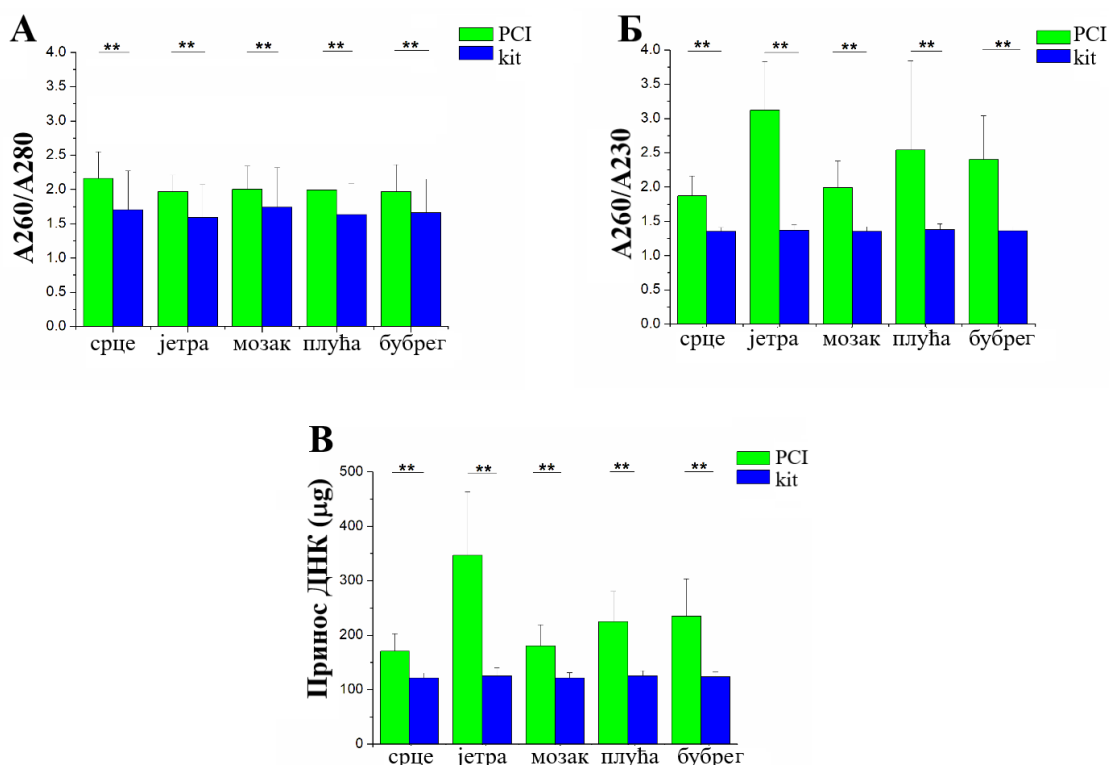 А
** ** ** ** **
PCI
kit
4.0
3.5
3.0
2.5
2.0
1.5
1.0
0.5
0.0
A260/A280
срце јетра мозак плућа бубрег
Б
** ** ** ** **
PCI
kit
4.0
3.5
3.0
2.5
2.0
1.5
1.0
0.5
0.0
A260/A230
срце јетра мозак плућа бубрег
В
** ** ** ** **
PCI
kit
500
400
300
200
100
0
Принос ДНК (µg)
срце јетра мозак плућа бубрег